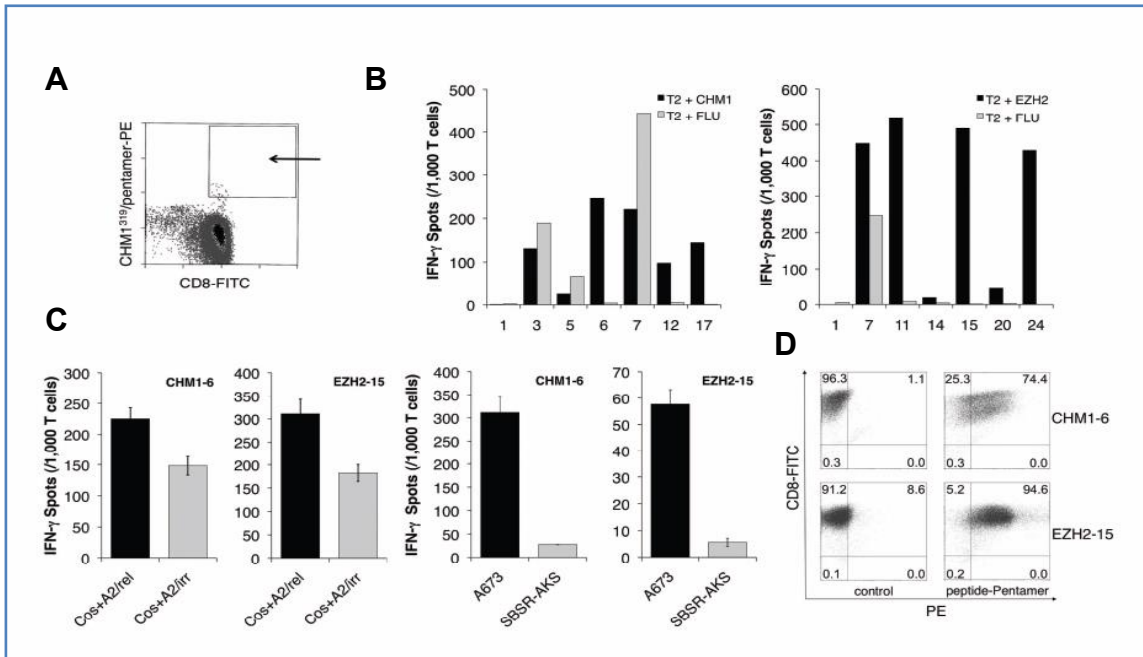 A
CHM1³¹⁹/pentamer-PE
CD8-FITC
B
IFN-γ Spots (/1,000 T cells)
500
400
300
200
100
0
T2 + CHM1
T2 + FLU
1 3 5 6 7 12 17
IFN-γ Spots (/1,000 T cells)
600
500
400
300
200
100
0
T2 + EZH2
T2 + FLU
1 7 11 14 15 20 24
C
IFN-γ Spots (/1,000 T cells)
300
250
200
150
100
50
0
CHM1-6
Cos+A2/rel
Cos+A2/irr
400
350
300
250
200
150
100
50
0
EZH2-15
Cos+A2/rel
Cos+A2/irr
IFN-γ Spots (/1,000 T cells)
400
350
300
250
200
150
100
50
0
CHM1-6
A673
SBSR-AKS
70
60
50
40
30
20
10
0
EZH2-15
A673
SBSR-AKS
D
CD8-FITC
96.3 1.1
0.3 0.0
25.3 74.4
0.3 0.0
CHM1-6
91.2 8.6
0.1 0.0
5.2 94.6
0.2 0.0
EZH2-15
control
peptide-Pentamer
PE